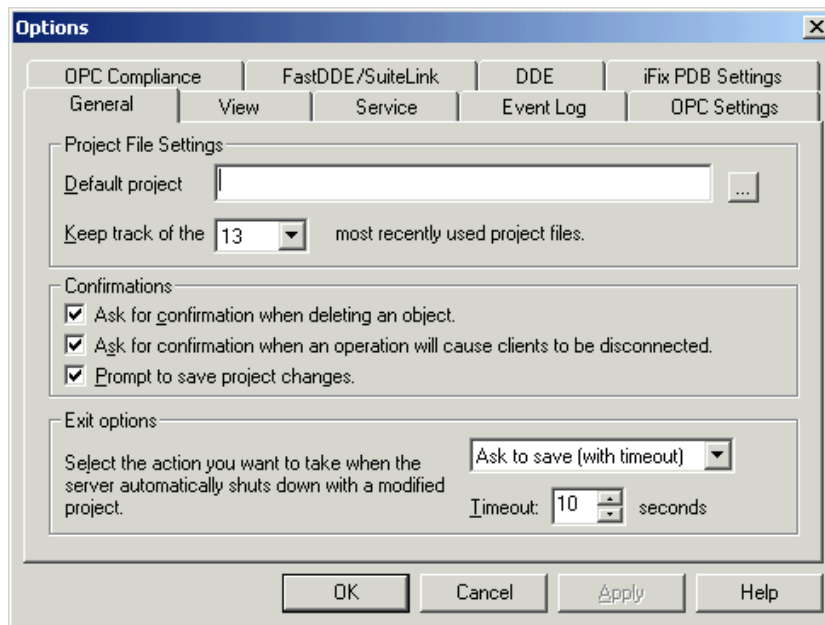 Options
OPC Compliance
FastDDE/SuiteLink
DDE
iFix PDB Settings
General
View
Service
Event Log
OPC Settings
Project File Settings
Default project
...
Keep track of the 13 most recently used project files.
Confirmations
Ask for confirmation when deleting an object.
Ask for confirmation when an operation will cause clients to be disconnected.
Prompt to save project changes.
Exit options
Select the action you want to take when the
server automatically shuts down with a modified
project.
Ask to save (with timeout)
Timeout: 10 seconds
OK
Cancel
Apply
Help